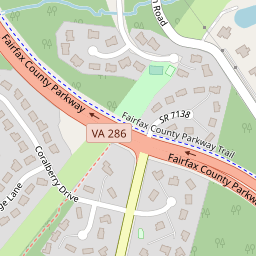 Road
Fairfax County Parkway
VA 286
SR 7138
Fairfax County Parkway Trail
Fairfax County Parkw
Coralberry Drive
ge Lane